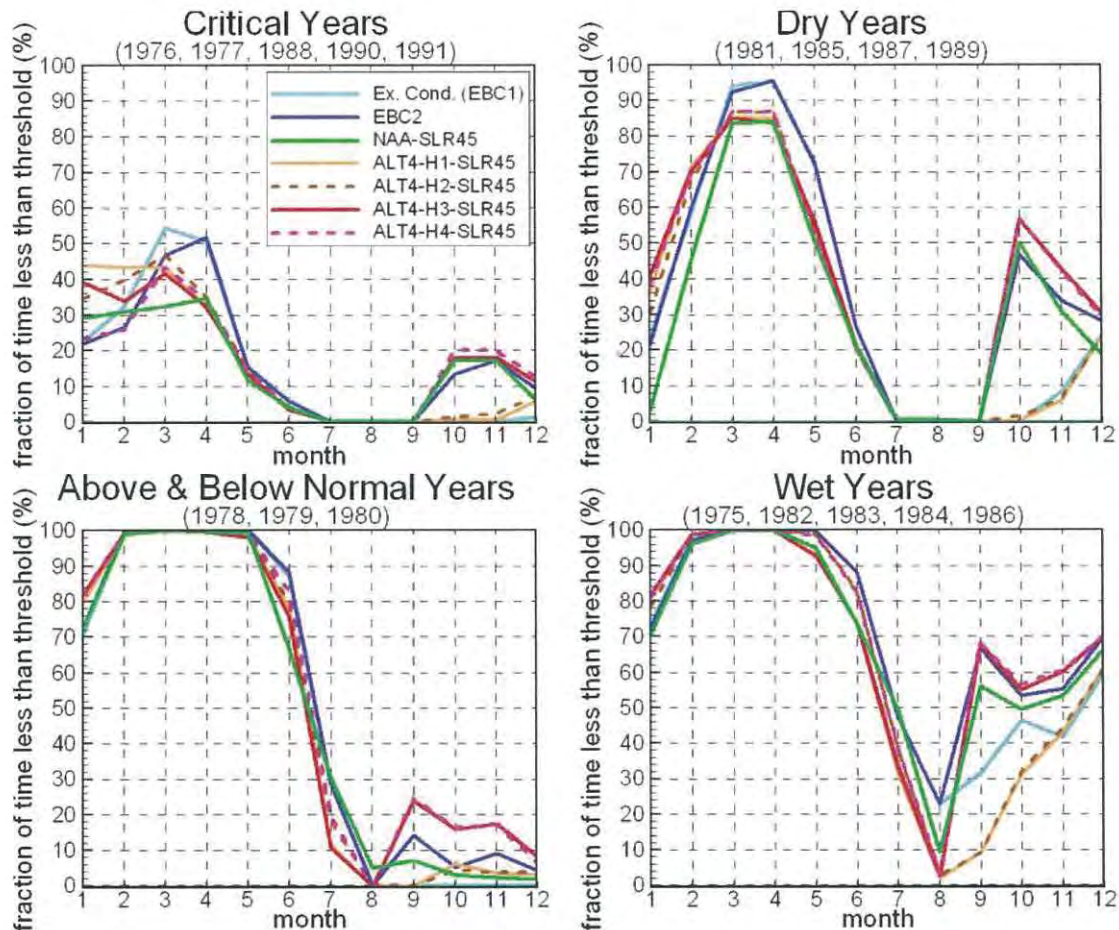 Critical Years
(1976, 1977, 1988, 1990, 1991)
fraction of time less than threshold (%)
100
90
80
70
60
50
40
30
20
10
0
Ex. Cond. (EBC1)
EBC2
NAA-SLR45
ALT4-H1-SLR45
ALT4-H2-SLR45
ALT4-H3-SLR45
ALT4-H4-SLR45
1 2 3 4 5 6 7 8 9 10 11 12
month
Dry Years
(1981, 1985, 1987, 1989)
fraction of time less than threshold (%)
100
90
80
70
60
50
40
30
20
10
0
1 2 3 4 5 6 7 8 9 10 11 12
month
Above & Below Normal Years
(1978, 1979, 1980)
fraction of time less than threshold (%)
100
90
80
70
60
50
40
30
20
10
0
1 2 3 4 5 6 7 8 9 10 11 12
month
Wet Years
(1975, 1982, 1983, 1984, 1986)
fraction of time less than threshold (%)
100
90
80
70
60
50
40
30
20
10
0
1 2 3 4 5 6 7 8 9 10 11 12
month